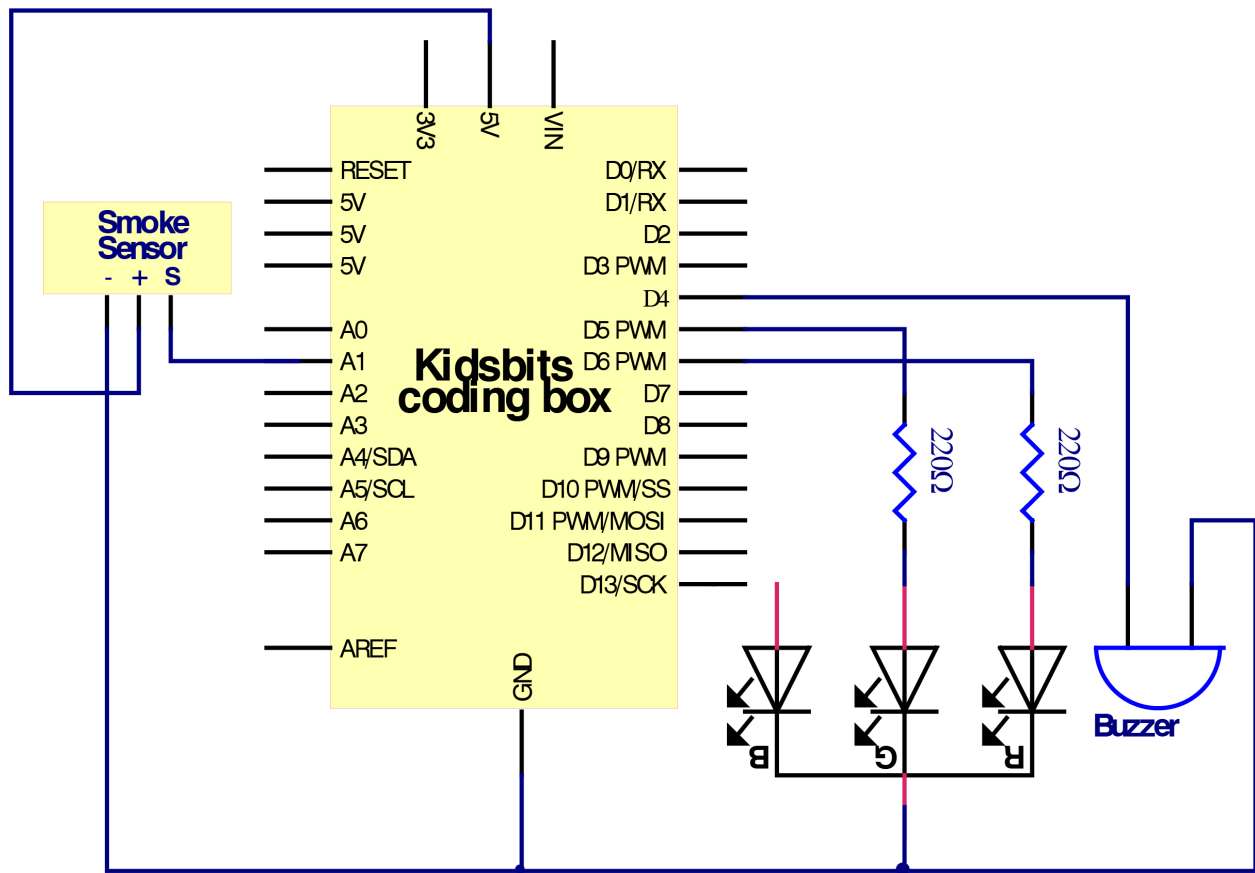 3V3
5V
VIN
RESET
5V
5V
5V
A0
A1
A2
A3
A4/SDA
A5/SCL
A6
A7
AREF
D0/RX
D1/RX
D2
D3 PWM
D4
D5 PWM
D6 PWM
D7
D8
D9 PWM
D10 PWM/SS
D11 PWM/MOSI
D12/MISO
D13/SCK
GND
Kidsbits
coding box
Smoke
Sensor
- + S
220Ω
220Ω
B
G
R
Buzzer